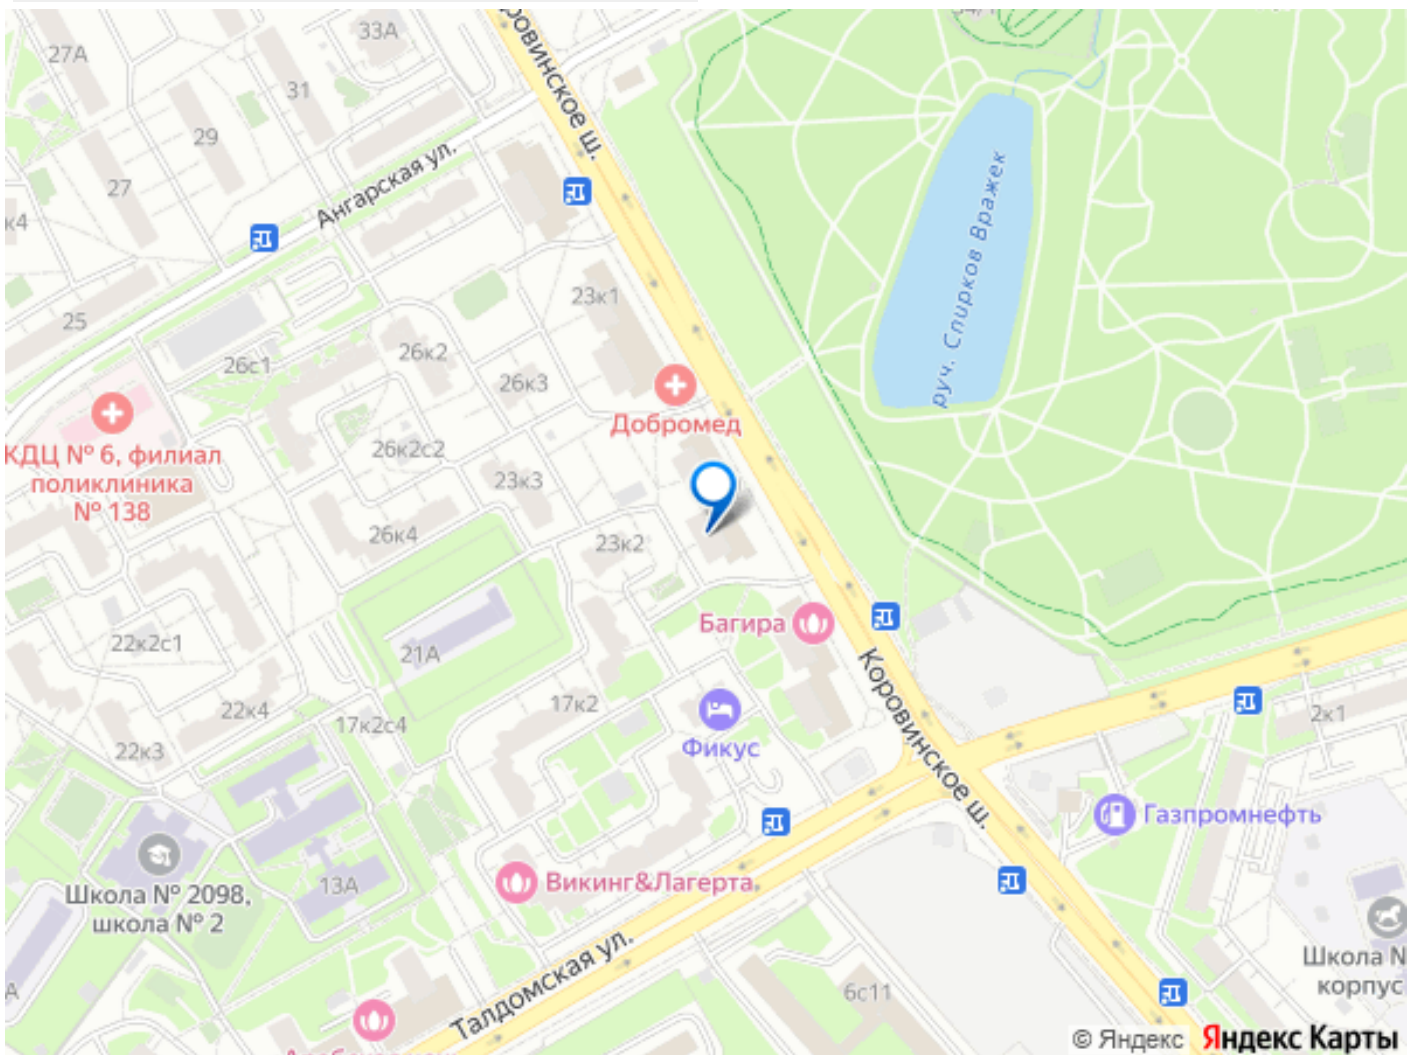 33А
27А
31
29
27
к4
Ангарская ул.
ровинское ш.
руч. Спирков Вражек
25
23к1
26к2
26с1
26к3
Добромед
26к2с2
КДЦ № 6, филиал
поликлиника
№ 138
23к3
26к4
23к2
Багира
22к2с1
21А
Коровинское ш.
22к4
17к2с4
17к2
Фикус
2к1
22к3
Газпромнефть
Школа № 2098,
школа № 2
13А
Викинг&Лагерта
Талдомская ул.
Школа №
корпус
А
6с11
© Яндекс Яндекс Карты